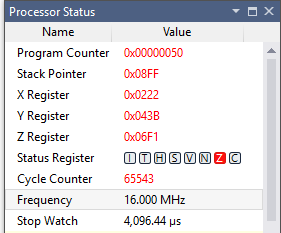 Processor Status
Name Value
Program Counter 0x00000050
Stack Pointer 0x08FF
X Register 0x0222
Y Register 0x043B
Z Register 0x06F1
Status Register I T H S V N Z C
Cycle Counter 65543
Frequency 16.000 MHz
Stop Watch 4,096.44 µs